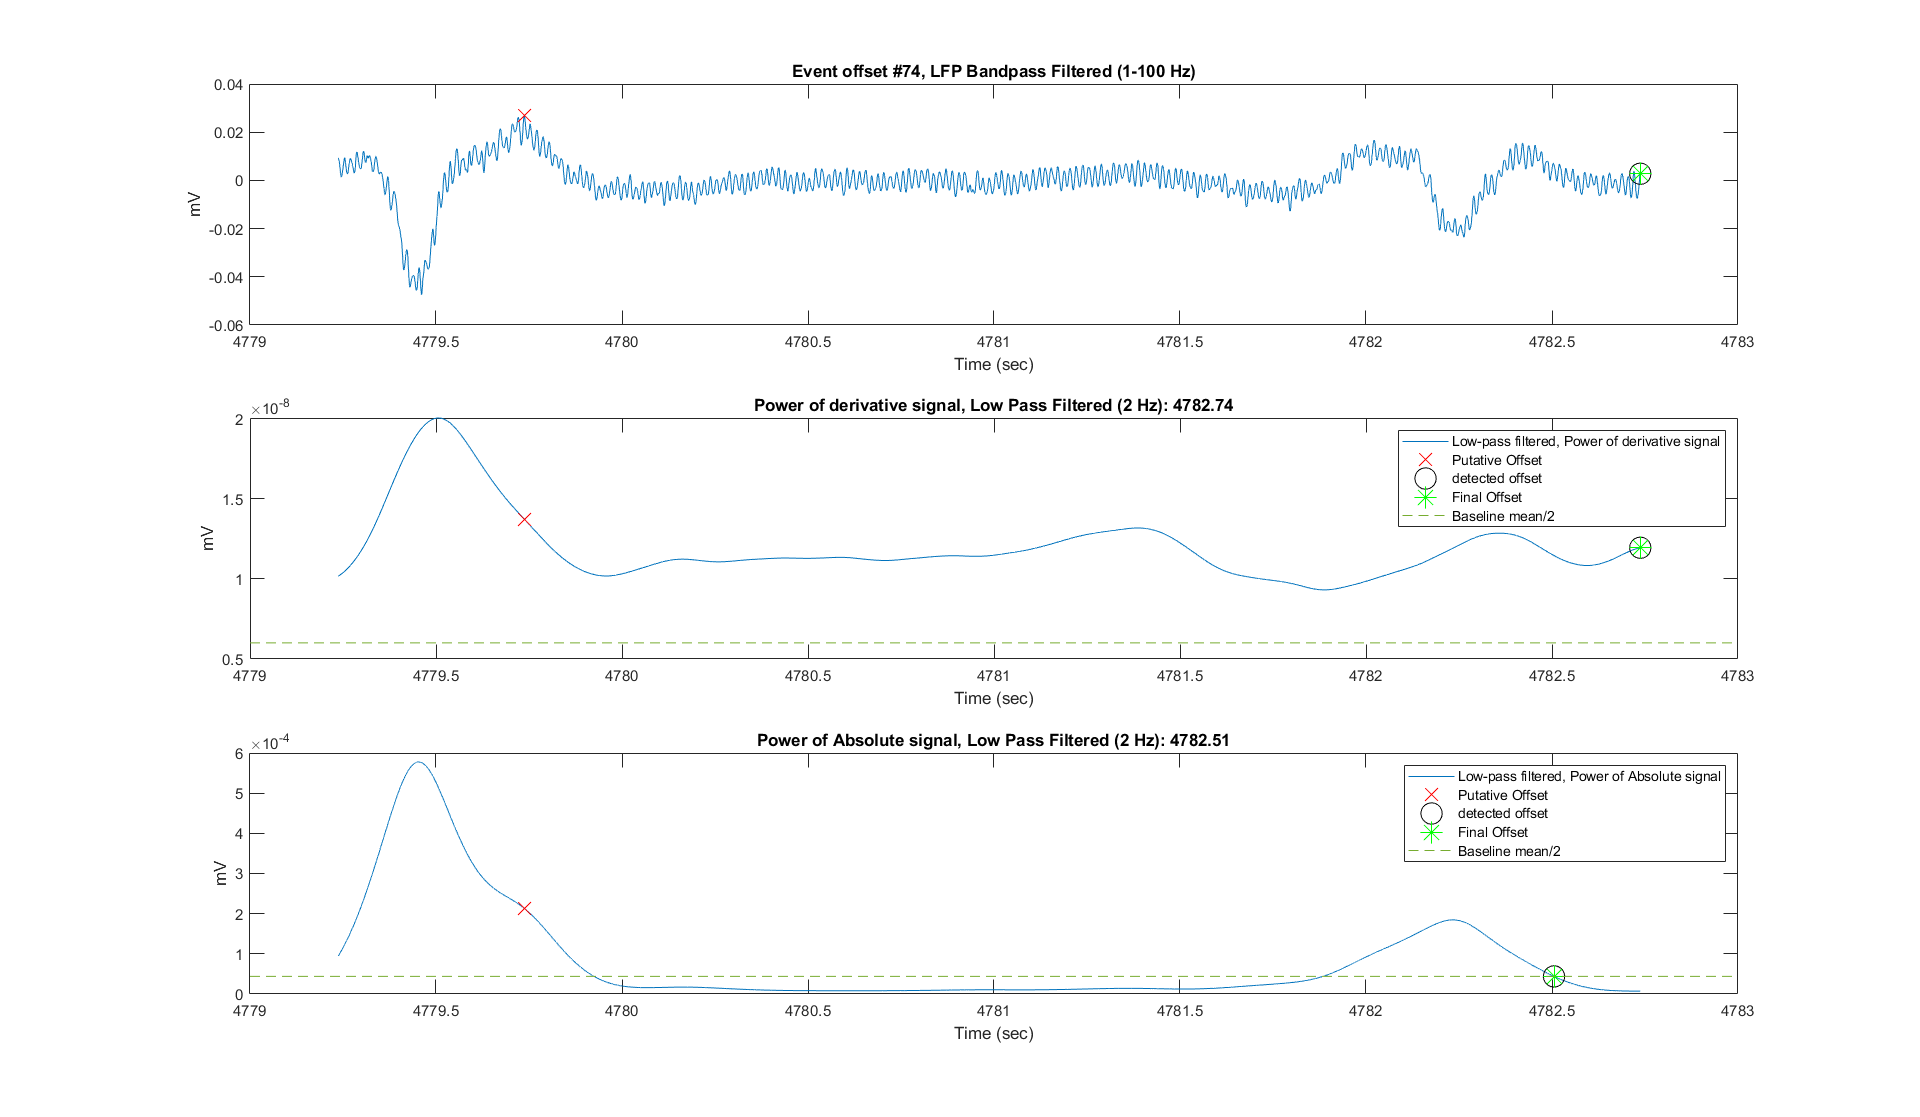 Event offset #74, LFP Bandpass Filtered (1-100 Hz)
0.04
0.02
0
-0.02
-0.04
-0.06
mV
4779 4779.5 4780 4780.5 4781 4781.5 4782 4782.5 4783
Time (sec)
Power of derivative signal, Low Pass Filtered (2 Hz): 4782.74
×10^-8
2
1.5
1
0.5
mV
Low-pass filtered, Power of derivative signal
Putative Offset
detected offset
Final Offset
Baseline mean/2
4779 4779.5 4780 4780.5 4781 4781.5 4782 4782.5 4783
Time (sec)
Power of Absolute signal, Low Pass Filtered (2 Hz): 4782.51
×10^-4
6
5
4
3
2
1
0
mV
Low-pass filtered, Power of Absolute signal
Putative Offset
detected offset
Final Offset
Baseline mean/2
4779 4779.5 4780 4780.5 4781 4781.5 4782 4782.5 4783
Time (sec)